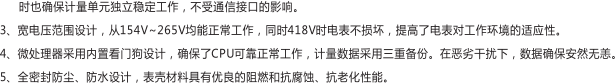 时也确保计量单元独立稳定工作，不受通信接口的影响。
3、宽电压范围设计，从154V~265V均能正常工作，同时418V时电表不损坏，提高了电表对工作环境的适应性。
4、微处理器采用内置看门狗设计，确保了CPU可靠正常工作，计量数据采用三重备份。在恶劣干扰下，数据确保安然无恙。
5、全密封防尘、防水设计，表壳材料具有优良的阻燃和抗腐蚀、抗老化性能。